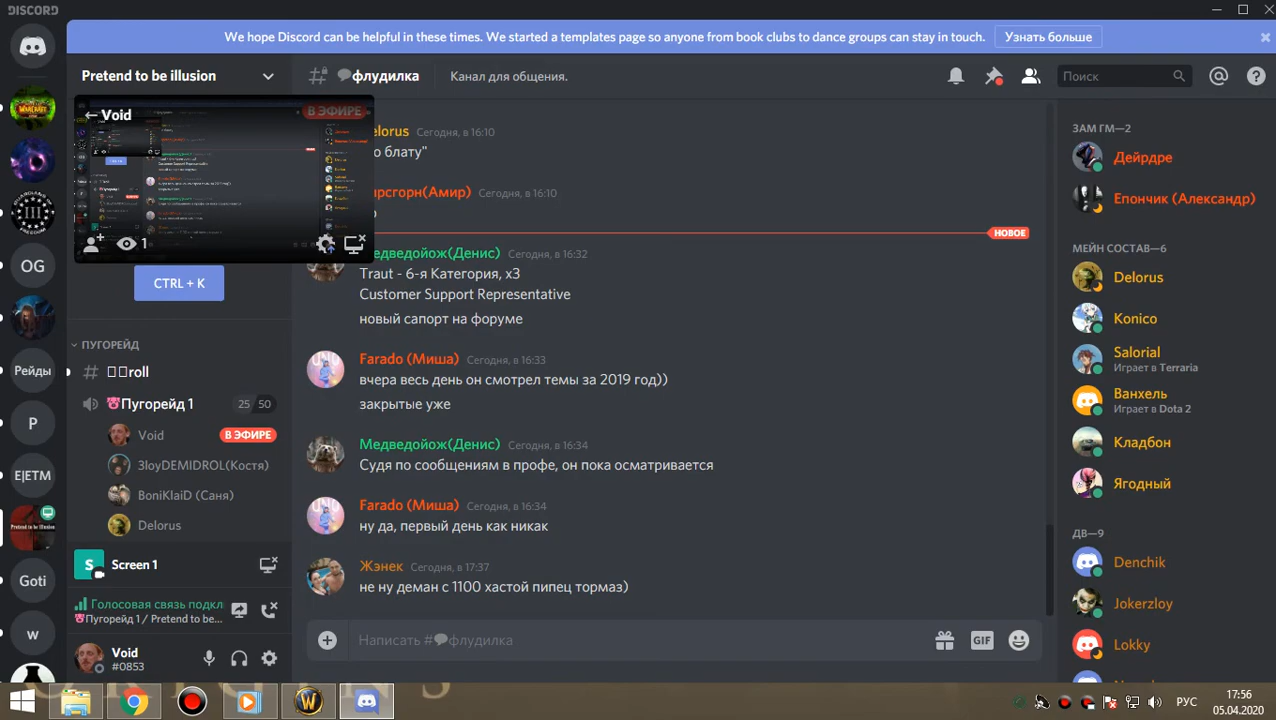 DISCORD
We hope Discord can be helpful in these times. We started a templates page so anyone from book clubs to dance groups can stay in touch.
Узнать больше
Pretend to be illusion
флудилка
Канал для общения.
Поиск
Void
В ЭФИРЕ
1
CTRL + K
ПУГОРЕЙД
roll
Пугорейд 1
25 50
Void
В ЭФИРЕ
3loyDEMIDROL(Костя)
BoniKlaiD (Саня)
Delorus
S
Screen 1
Голосовая связь подкл
Пугорейд 1 / Pretend to be...
Void
#0853
OG
Рейды
P
E|ETM
Pretend to be illusion
Goti
w
elorus Сегодня, в 16:10
о блату"
рсгорн(Амир) Сегодня, в 16:10
НОВОЕ
Медведойож(Денис) Сегодня, в 16:32
Traut - 6-я Категория, x3
Customer Support Representative
новый сапорт на форуме
Farado (Миша) Сегодня, в 16:33
вчера весь день он смотрел темы за 2019 год))
закрытые уже
Медведойож(Денис) Сегодня, в 16:34
Судя по сообщениям в профе, он пока осматривается
Farado (Миша) Сегодня, в 16:34
ну да, первый день как никак
Жэнек Сегодня, в 17:37
не ну деман с 1100 хастой пипец тормаз)
Написать #флудилка
GIF
ЗАМ ГМ—2
Дейрдре
Епончик (Александр)
МЕЙН СОСТАВ—6
Delorus
Konico
Salorial
Играет в Terraria
Ванхель
Играет в Dota 2
Кладбон
Ягодный
ДВ—9
Denchik
Jokerzloy
Lokky
РУС
17:56
05.04.2020